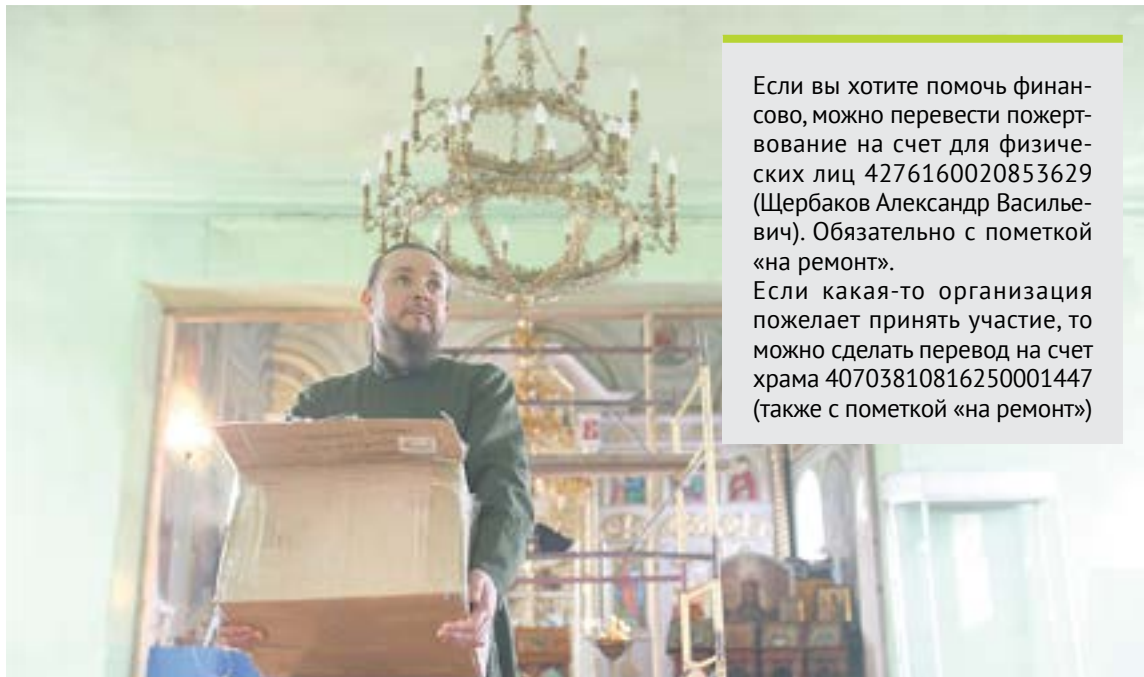 Если вы хотите помочь финан-
сово, можно перевести пожерт-
вование на счет для физиче-
ских лиц 4276160020853629
(Щербаков Александр Василье-
вич). Обязательно с пометкой
«на ремонт».
Если какая-то организация
пожелает принять участие, то
можно сделать перевод на счет
храма 40703810816250001447
(также с пометкой «на ремонт»)